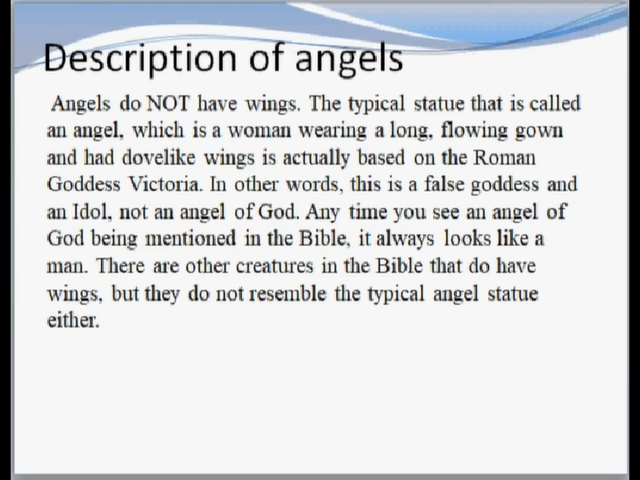 Description of angels
Angels do NOT have wings. The typical statue that is called
an angel, which is a woman wearing a long, flowing gown
and had dovelike wings is actually based on the Roman
Goddess Victoria. In other words, this is a false goddess and
an Idol, not an angel of God. Any time you see an angel of
God being mentioned in the Bible, it always looks like a
man. There are other creatures in the Bible that do have
wings, but they do not resemble the typical angel statue
either.